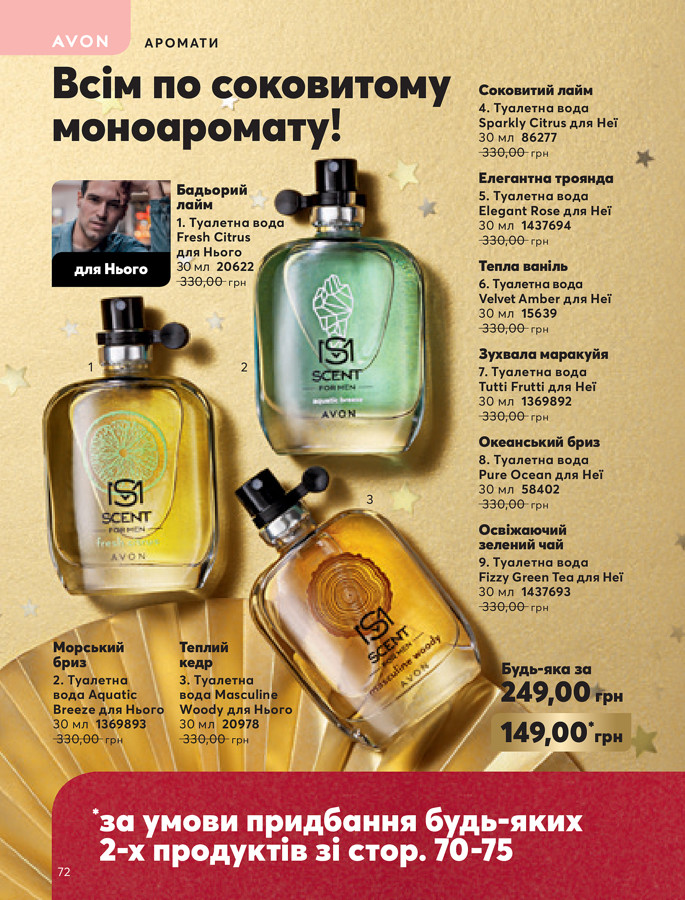 AVON
АРОМАТИ
Всім по соковитому
моноаромату!
для Нього
Бадьорий
лайм
1. Туалетна вода
Fresh Citrus
для Нього
30 мл 20622
330,00 грн
1
2
3
SM
SCENT
FOR MEN
aquatic breeze
AVON
SM
SCENT
FOR MEN
fresh citrus
AVON
SM
SCENT
FOR MEN
masculine woody
AVON
Морський
бриз
2. Туалетна
вода Aquatic
Breeze для Нього
30 мл 1369893
330,00 грн
Теплий
кедр
3. Туалетна
вода Masculine
Woody для Нього
30 мл 20978
330,00 грн
Соковитий лайм
4. Туалетна вода
Sparkly Citrus для Неї
30 мл 86277
330,00 грн
Елегантна троянда
5. Туалетна вода
Elegant Rose для Неї
30 мл 1437694
330,00 грн
Тепла ваніль
6. Туалетна вода
Velvet Amber для Неї
30 мл 15639
330,00 грн
Зухвала маракуйя
7. Туалетна вода
Tutti Frutti для Неї
30 мл 1369892
330,00 грн
Океанський бриз
8. Туалетна вода
Pure Ocean для Неї
30 мл 58402
330,00 грн
Освіжаючий
зелений чай
9. Туалетна вода
Fizzy Green Tea для Неї
30 мл 1437693
330,00 грн
Будь-яка за
249,00 грн
149,00* грн
*за умови придбання будь-яких
2-х продуктів зі стор. 70-75
72